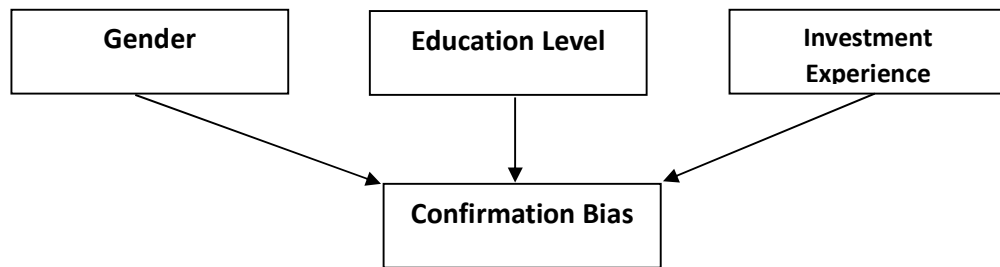 Gender
Education Level
Investment
Experience
Confirmation Bias